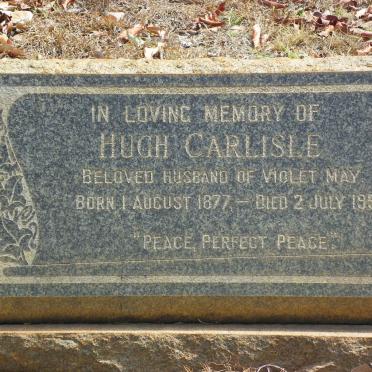 IN LOVING MEMORY OF
HUGH CARLISLE
BELOVED HUSBAND OF VIOLET MAY
BORN 1 AUGUST 1877 — DIED 2 JULY
"PEACE, PERFECT PEACE."